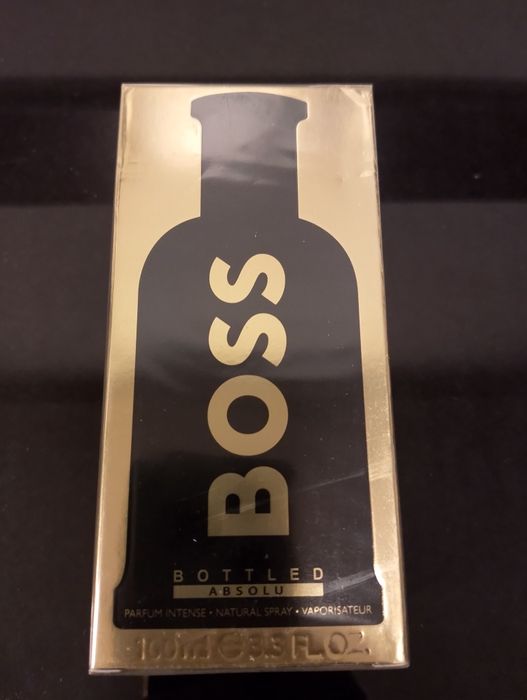 BOSS
BOTTLED
ABSOLU
PARFUM INTENSE • NATURAL SPRAY • VAPORISATEUR
100ml ℮ 3.3 FL.OZ.